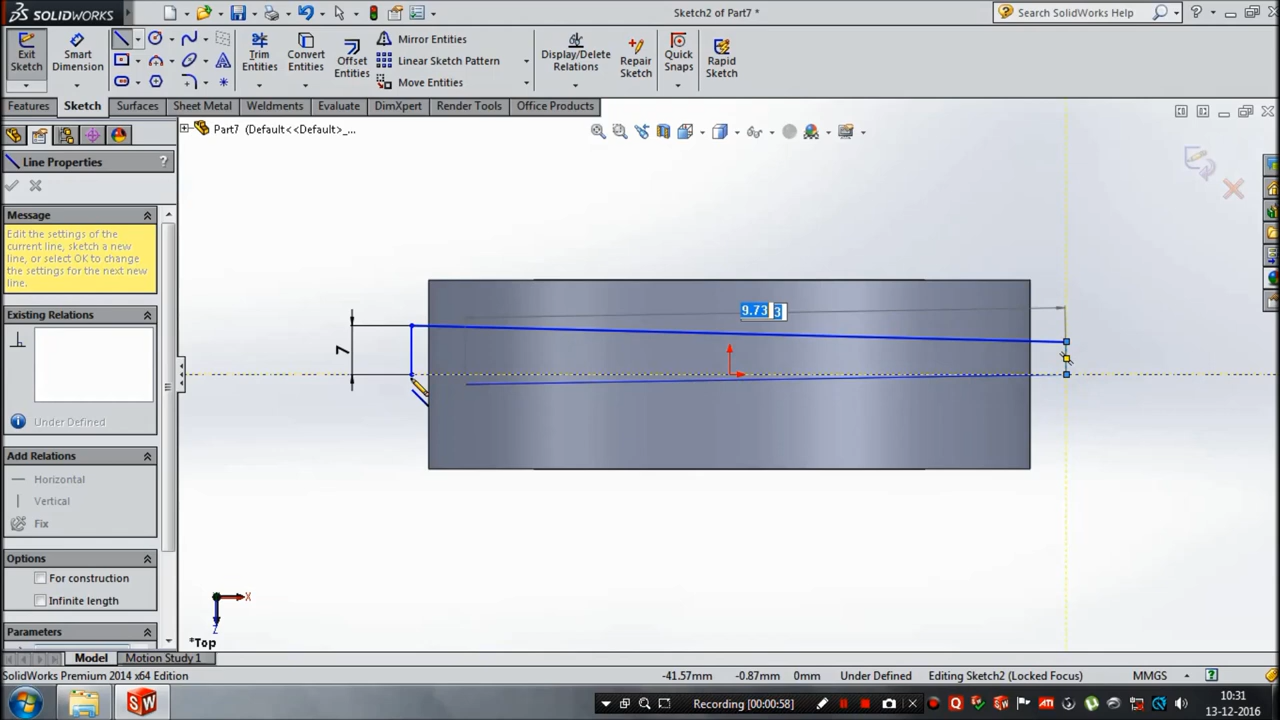 SOLIDWORKS
Sketch2 of Part7 *
Search SolidWorks Help
Exit Sketch
Smart Dimension
Trim Entities
Convert Entities
Offset Entities
Mirror Entities
Linear Sketch Pattern
Move Entities
Display/Delete Relations
Repair Sketch
Quick Snaps
Rapid Sketch
Features
Sketch
Surfaces
Sheet Metal
Weldments
Evaluate
DimXpert
Render Tools
Office Products
Part7 (Default<<Default>_...
Line Properties
?
Message
Edit the settings of the
current line, sketch a new
line, or select OK to change
the settings for the next new
line.
Existing Relations
Under Defined
Add Relations
Horizontal
Vertical
Fix
Options
For construction
Infinite length
Parameters
7
9.73
3
X
Z
*Top
Model
Motion Study 1
SolidWorks Premium 2014 x64 Edition
-41.57mm
-0.87mm
0mm
Under Defined
Editing Sketch2 (Locked Focus)
MMGS
Recording [00:00:58]
10:31
13-12-2016